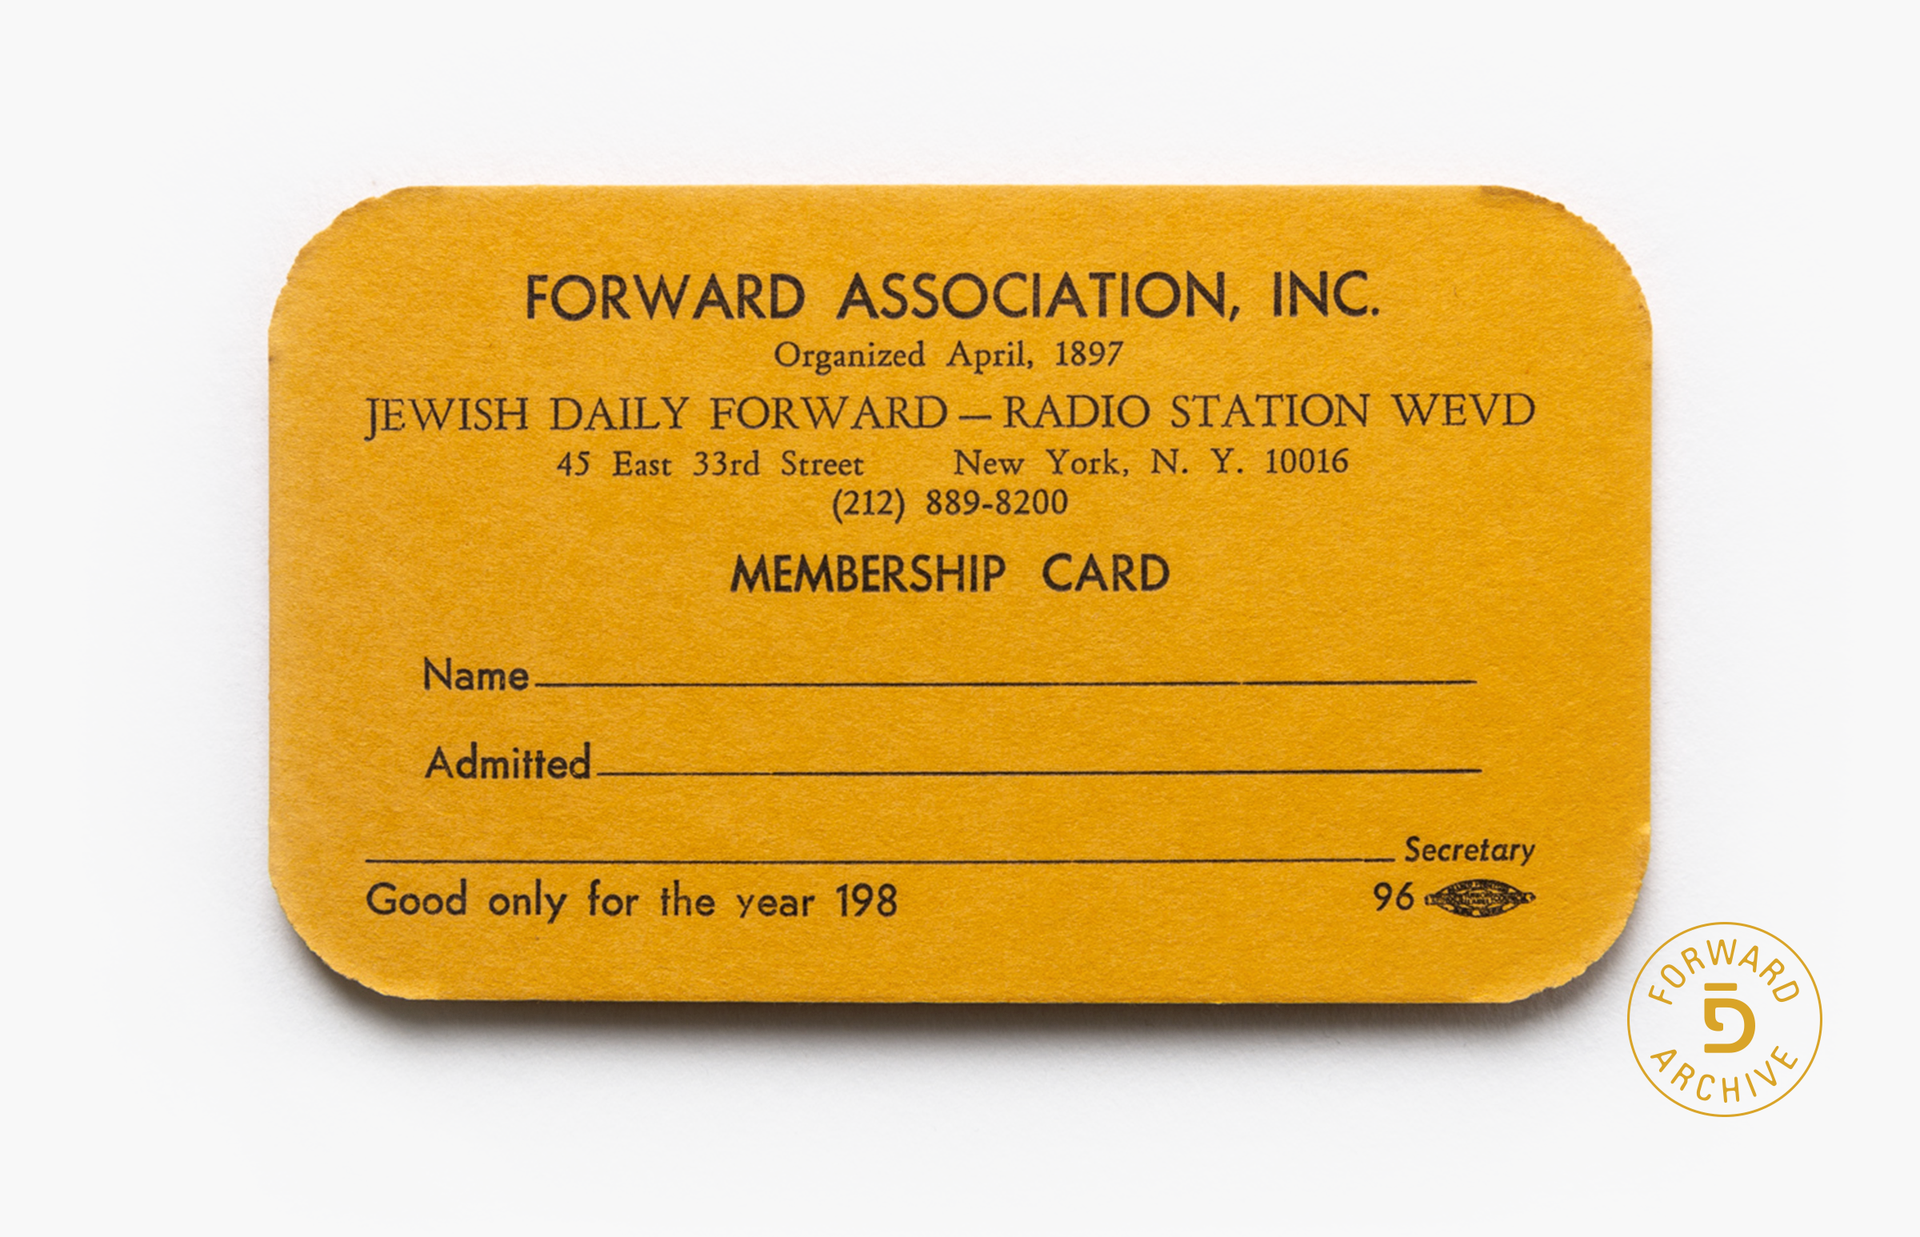 FORWARD ASSOCIATION, INC.
Organized April, 1897
JEWISH DAILY FORWARD — RADIO STATION WEVD
45 East 33rd Street New York, N. Y. 10016
(212) 889-8200
MEMBERSHIP CARD
Name
Admitted
Secretary
Good only for the year 198
96
FORWARD
ARCHIVE